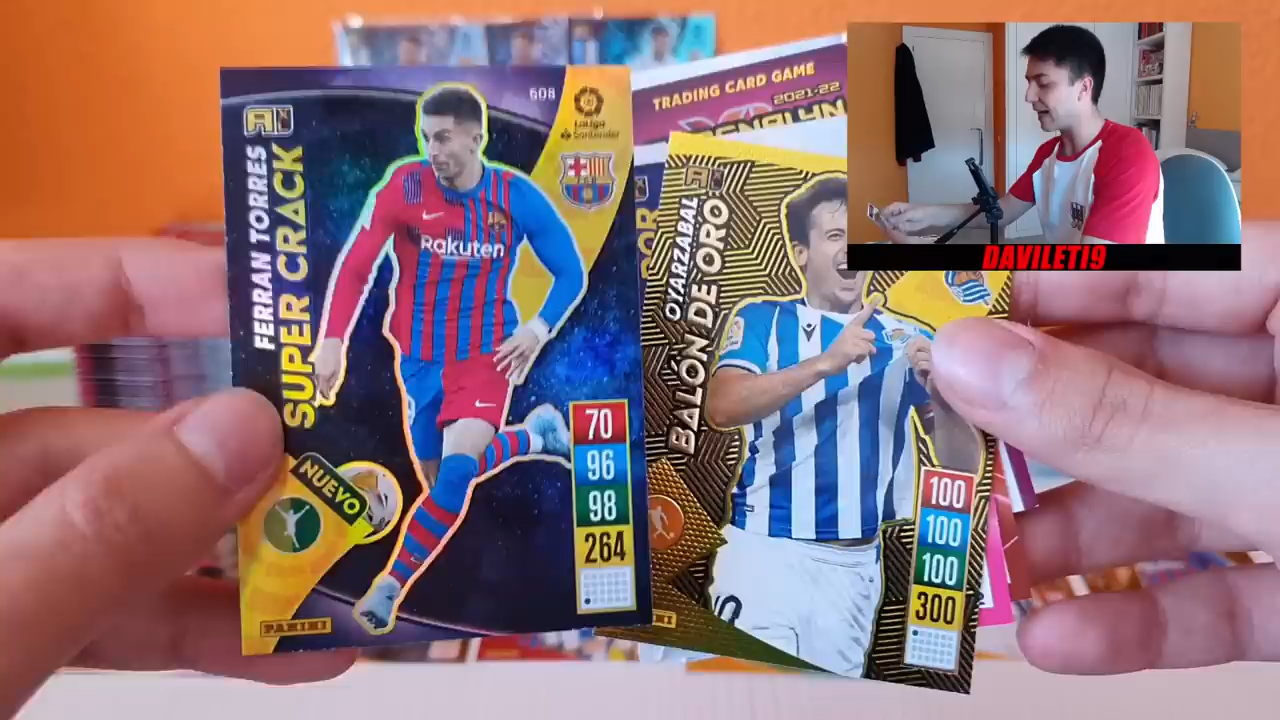 608
LaLiga
Santander
FERRAN TORRES
SUPER CRACK
Rakuten
NUEVO
70
96
98
264
PANINI
TRADING CARD GAME
2021-22
OYARZABAL
BALÓN DE ORO
100
100
100
300
DAVILETI9